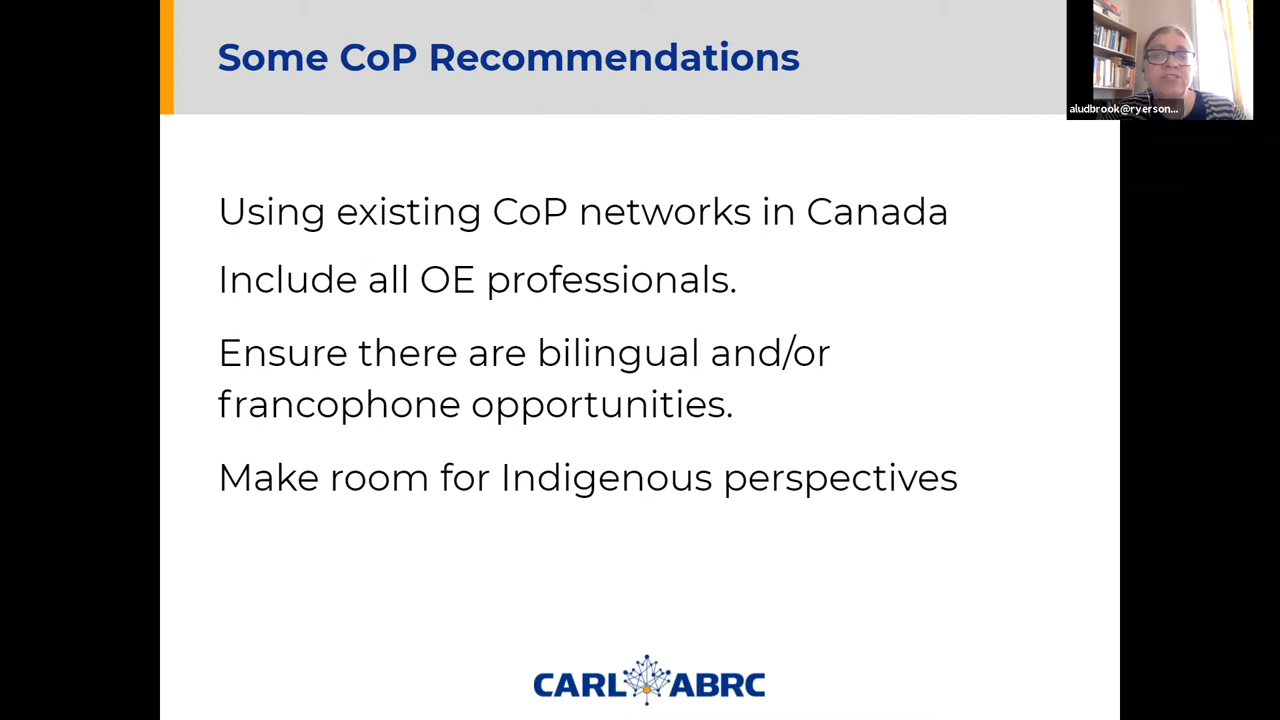 Some CoP Recommendations
aludbrook@ryerson...
Using existing CoP networks in Canada
Include all OE professionals.
Ensure there are bilingual and/or
francophone opportunities.
Make room for Indigenous perspectives
CARL ABRC